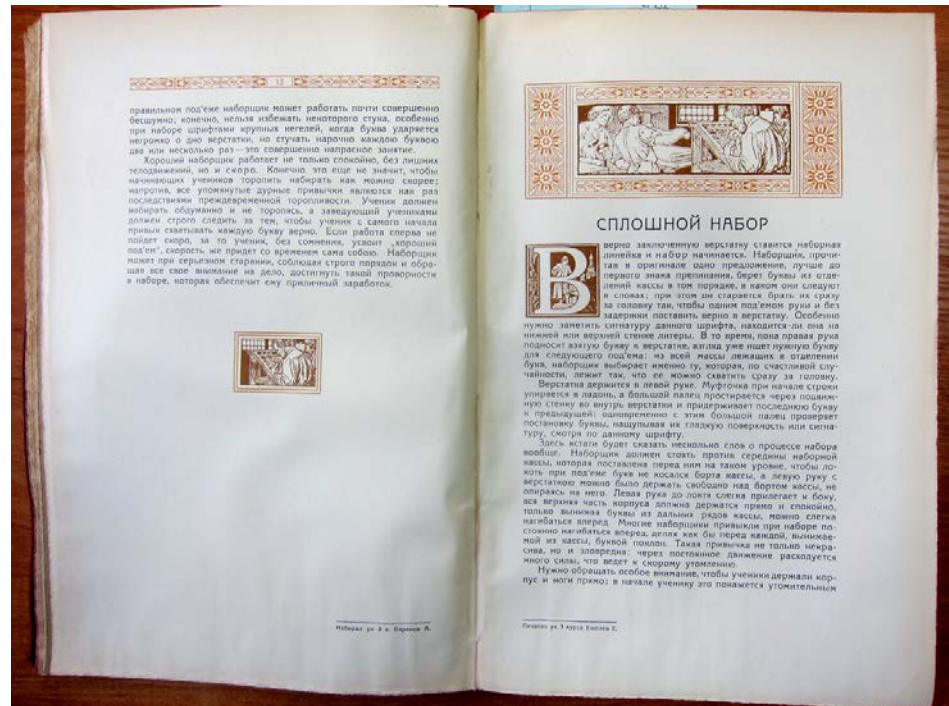 12
правильном под'еме наборщик может работать почти совершенно
бесшумно; конечно, нельзя избежать некоторого стука, особенно
при наборе шрифтами крупных кегелей, когда буква ударяется
негромко о дно верстатки, но стучать нарочно каждою буквою
два или несколько раз — это совершенно напрасное занятие.
Хороший наборщик работает не только спокойно, без лишних
телодвижений, но и скоро. Конечно, это еще не значит, чтобы
начинающих учеников торопить набирать как можно скорее;
напротив, все упомянутые дурные привычки являются как раз
последствиями преждевременной торопливости. Ученик должен
набирать обдуманно и не торопясь, а заведующий учениками
должен строго следить за тем, чтобы ученик с самого начала
привык схватывать каждую букву верно. Если работа сперва не
пойдет скоро, за то ученик, без сомнения, усвоит „хороший
под'ем", скорость же придет со временем сама собою. Наборщик
может при серьезном старании, соблюдая строго порядок и обра-
щая все свое внимание на дело, достигнуть такой проворности
в наборе, которая обеспечит ему приличный заработок.
Набирал ук 3 к. Баранов А.
СПЛОШНОЙ НАБОР
В верно заключенную верстатку ставится наборная
линейка и набор начинается. Наборщик, прочи-
тав в оригинале одно предложение, лучше до
первого знака препинания, берет буквы из отде-
лений кассы в том порядке, в каком они следуют
в словах; при этом он старается брать их сразу
за головку так, чтобы одним под'емом руки и без
задержки поставить верно в верстатку. Особенно
нужно заметить сигнатуру данного шрифта, находится-ли она на
нижней или верхней стенке литеры. В то время, пока правая рука
подносит взятую букву к верстатке, взгляд уже ищет нужную букву
для следующего под'ема: из всей массы лежащих в отделении
букв, наборщик выбирает именно ту, которая, по счастливой слу-
чайности, лежит так, что ее можно схватить сразу за головку.
Верстатка держится в левой руке. Муфточка при начале строки
упирается в ладонь, а большой палец простирается через подвиж-
ную стенку во внутрь верстатки и придерживает последнюю букву
к предыдущей; одновременно с этим большой палец проверяет
постановку буквы, нащупывая их гладкую поверхность или сигна-
туру, смотря по данному шрифту.
Здесь кстати будет сказать несколько слов о процессе набора
вообще. Наборщик должен стоять против середины наборной
кассы, которая поставлена перед ним на таком уровне, чтобы ло-
коть при под'еме букв не косался борта кассы, а левую руку с
верстаткою можно было держать свободно над бортом кассы, не
опираясь на него. Левая рука до локтя слегка прилегает к боку,
вся верхняя часть корпуса должна держатся прямо и спокойно,
только вынимая буквы из дальних рядов кассы, можно слегка
нагибаться вперед. Многие наборщики привыкли при наборе по-
стоянно нагибаться вперед, делая как бы перед каждой, вынимае-
мой из кассы, буквой поклон. Такая привычка не только некра-
сива, но и зловредна: через постоянное движение расходуется
много силы, что ведет к скорому утомлению.
Нужно обращать особое внимание, чтобы ученики держали кор-
пус и ноги прямо; в начале ученику это покажется утомительным
Печатал ук 3 курса